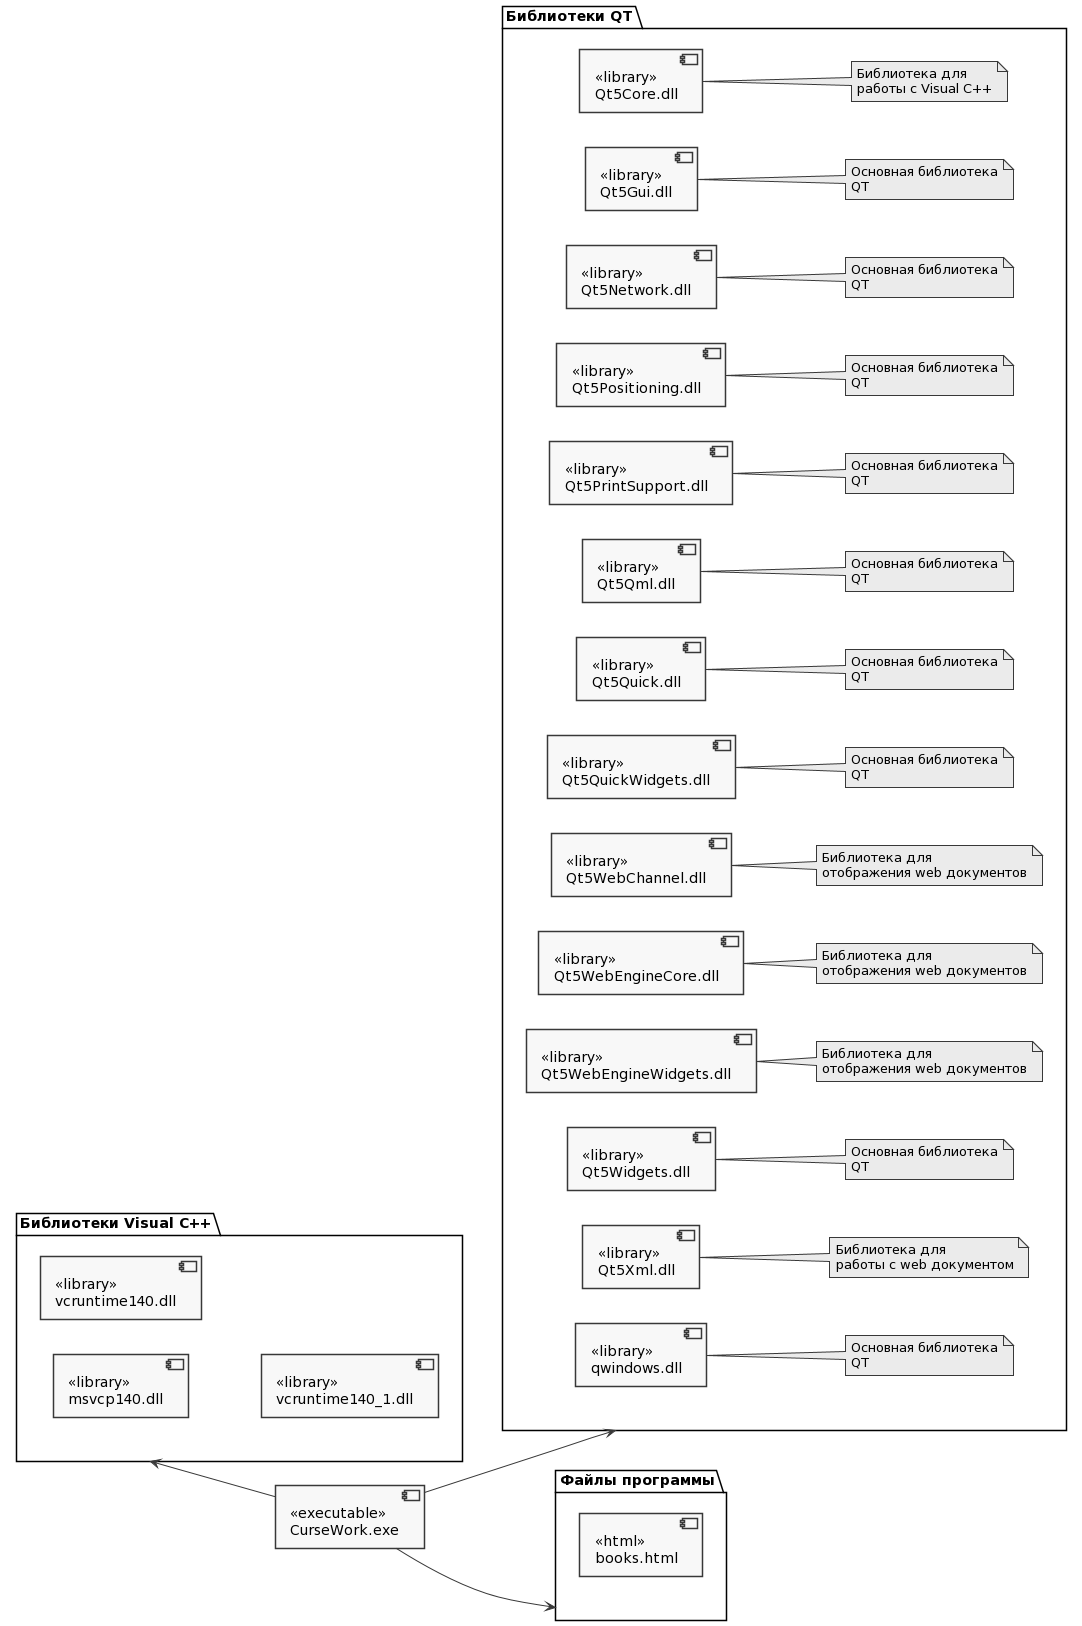 Библиотеки QT
«library»
Qt5Core.dll
Библиотека для
работы с Visual C++
«library»
Qt5Gui.dll
Основная библиотека
QT
«library»
Qt5Network.dll
Основная библиотека
QT
«library»
Qt5Positioning.dll
Основная библиотека
QT
«library»
Qt5PrintSupport.dll
Основная библиотека
QT
«library»
Qt5Qml.dll
Основная библиотека
QT
«library»
Qt5Quick.dll
Основная библиотека
QT
«library»
Qt5QuickWidgets.dll
Основная библиотека
QT
«library»
Qt5WebChannel.dll
Библиотека для
отображения web документов
«library»
Qt5WebEngineCore.dll
Библиотека для
отображения web документов
«library»
Qt5WebEngineWidgets.dll
Библиотека для
отображения web документов
«library»
Qt5Widgets.dll
Основная библиотека
QT
«library»
Qt5Xml.dll
Библиотека для
работы с web документом
«library»
qwindows.dll
Основная библиотека
QT
Библиотеки Visual C++
«library»
vcruntime140.dll
«library»
msvcp140.dll
«library»
vcruntime140_1.dll
«executable»
CurseWork.exe
Файлы программы
«html»
books.html